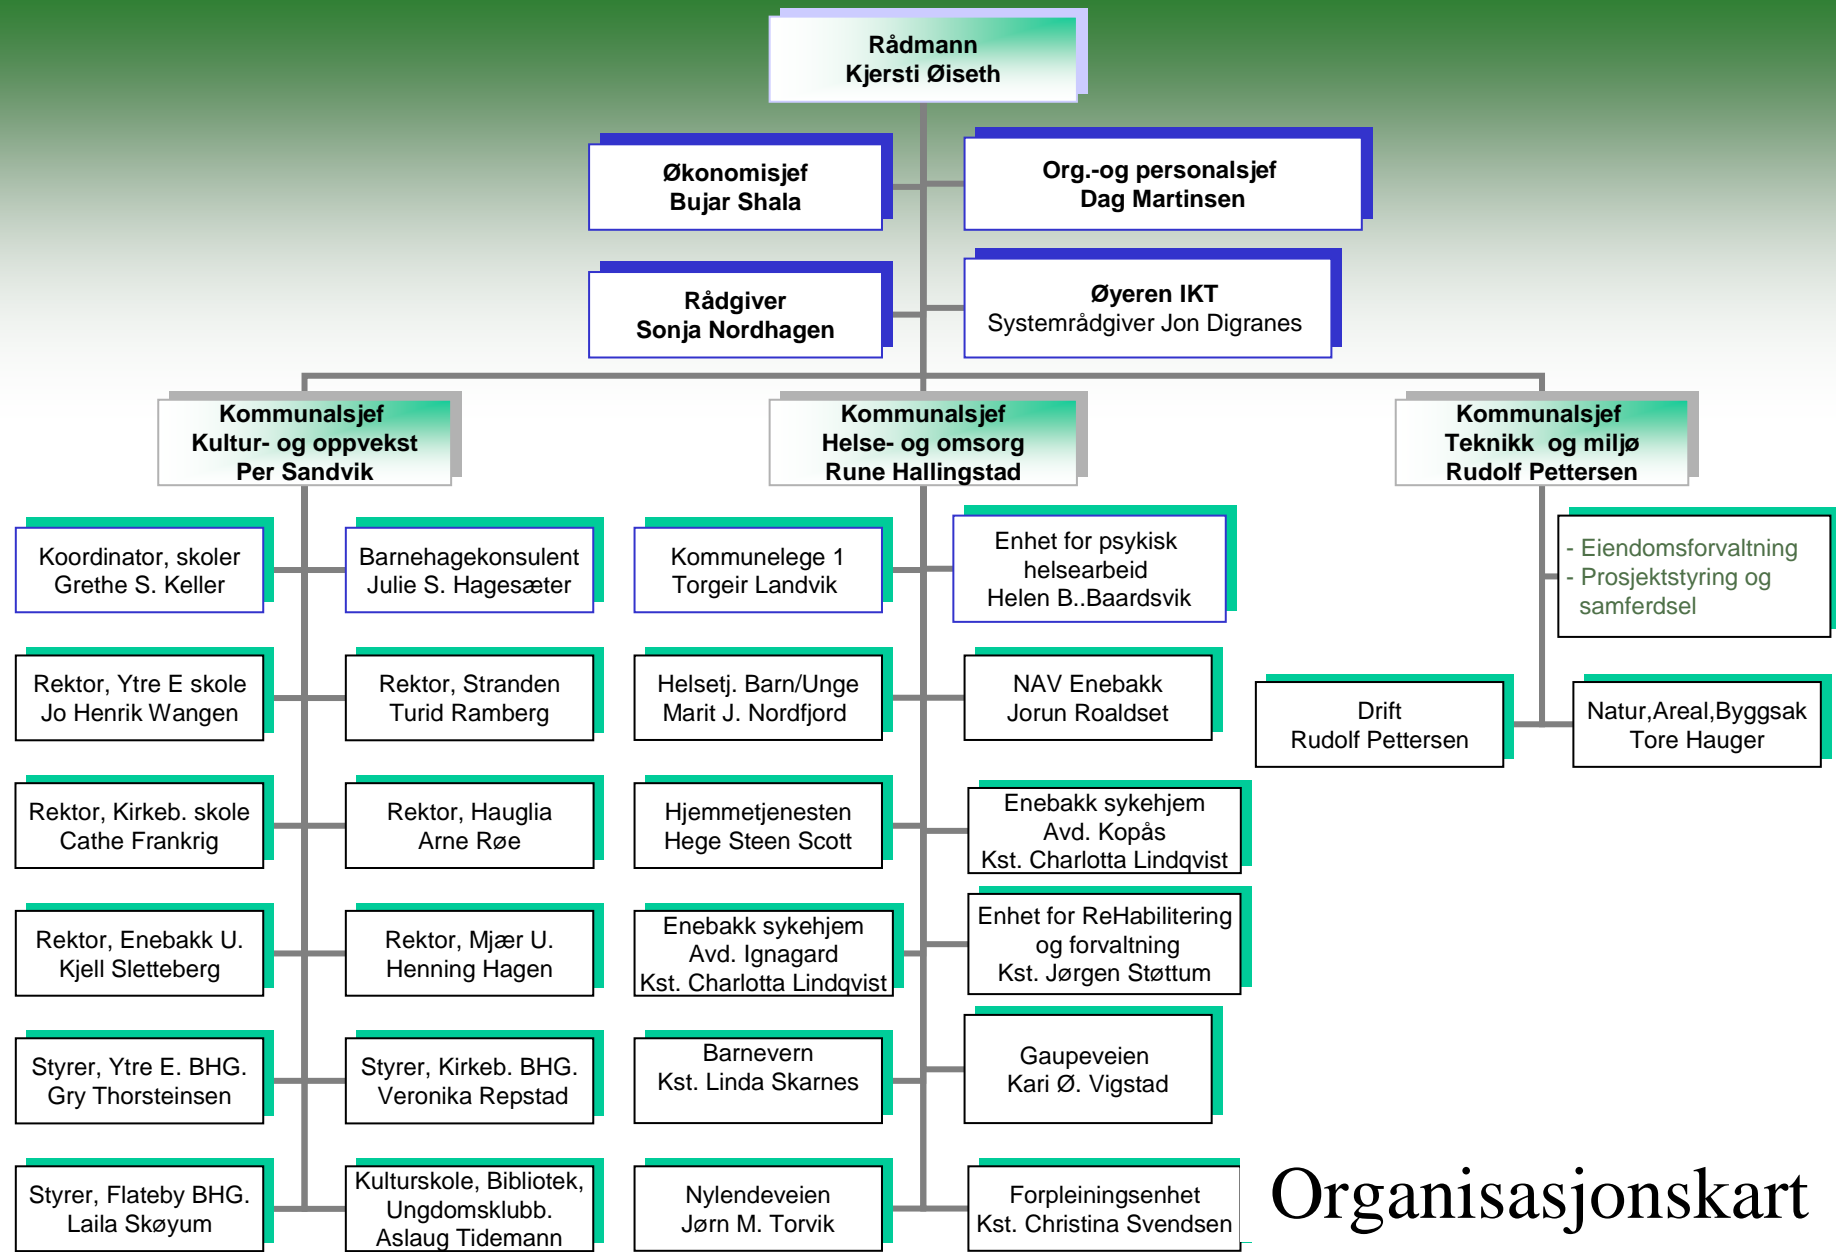 Rådmann
Kjersti Øiseth
Økonomisjef
Bujar Shala
Org.-og personalsjef
Dag Martinsen
Rådgiver
Sonja Nordhagen
Øyeren IKT
Systemrådgiver Jon Digranes
Kommunalsjef
Kultur- og oppvekst
Per Sandvik
Kommunalsjef
Helse- og omsorg
Rune Hallingstad
Kommunalsjef
Teknikk  og miljø
Rudolf Pettersen
Koordinator, skoler
Grethe S. Keller
Barnehagekonsulent
Julie S. Hagesæter
Kommunelege 1
Torgeir Landvik
Enhet for psykisk
helsearbeid
Helen B..Baardsvik
- Eiendomsforvaltning
- Prosjektstyring og
samferdsel
Rektor, Ytre E skole
Jo Henrik Wangen
Rektor, Stranden
Turid Ramberg
Helsetj. Barn/Unge
Marit J. Nordfjord
NAV Enebakk
Jorun Roaldset
Drift
Rudolf Pettersen
Natur,Areal,Byggsak
Tore Hauger
Rektor, Kirkeb. skole
Cathe Frankrig
Rektor, Hauglia
Arne Røe
Hjemmetjenesten
Hege Steen Scott
Enebakk sykehjem
Avd. Kopås
Kst. Charlotta Lindqvist
Rektor, Enebakk U.
Kjell Sletteberg
Rektor, Mjær U.
Henning Hagen
Enebakk sykehjem
Avd. Ignagard
Kst. Charlotta Lindqvist
Enhet for ReHabilitering
og forvaltning
Kst. Jørgen Støttum
Styrer, Ytre E. BHG.
Gry Thorsteinsen
Styrer, Kirkeb. BHG.
Veronika Repstad
Barnevern
Kst. Linda Skarnes
Gaupeveien
Kari Ø. Vigstad
Styrer, Flateby BHG.
Laila Skøyum
Kulturskole, Bibliotek,
Ungdomsklubb.
Aslaug Tidemann
Nylendeveien
Jørn M. Torvik
Forpleiningsenhet
Kst. Christina Svendsen
Organisasjonskart